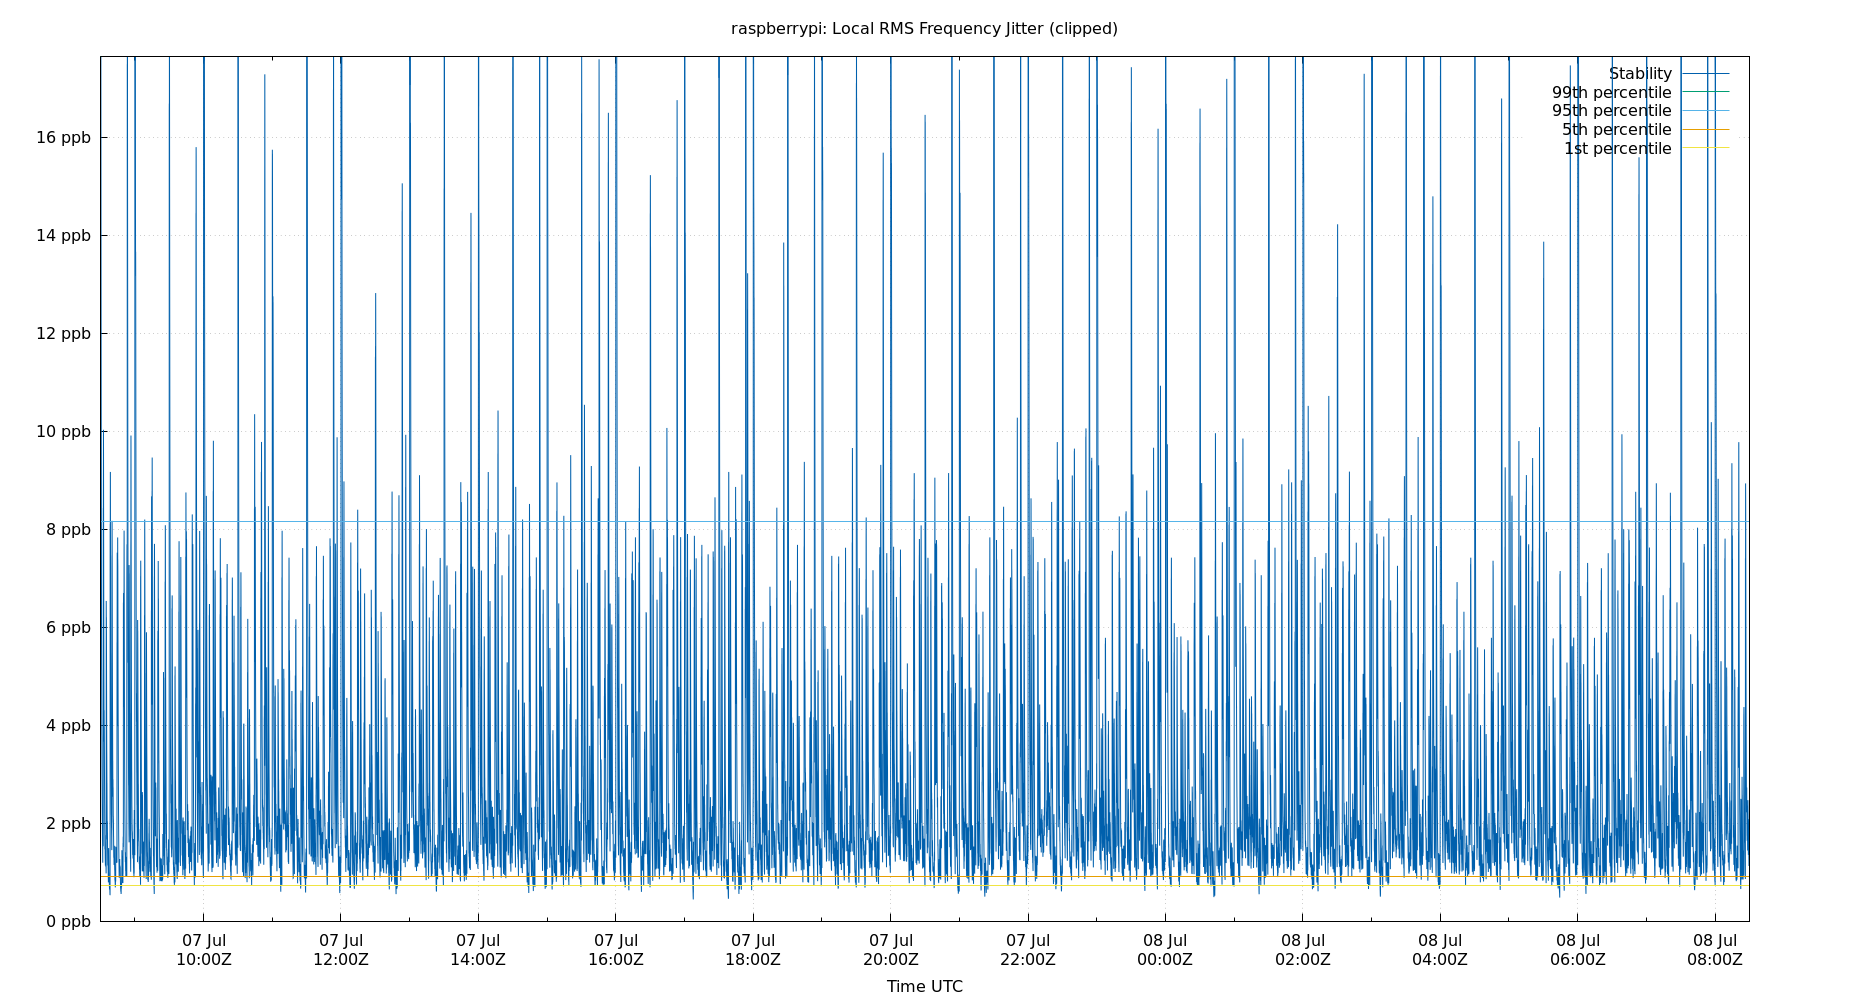 raspberrypi: Local RMS Frequency Jitter (clipped)
Stability
99th percentile
95th percentile
5th percentile
1st percentile
16 ppb
14 ppb
12 ppb
10 ppb
8 ppb
6 ppb
4 ppb
2 ppb
0 ppb
07 Jul 07 Jul 07 Jul 07 Jul 07 Jul 07 Jul 07 Jul 08 Jul 08 Jul 08 Jul 08 Jul 08 Jul
10:00Z 12:00Z 14:00Z 16:00Z 18:00Z 20:00Z 22:00Z 00:00Z 02:00Z 04:00Z 06:00Z 08:00Z
Time UTC